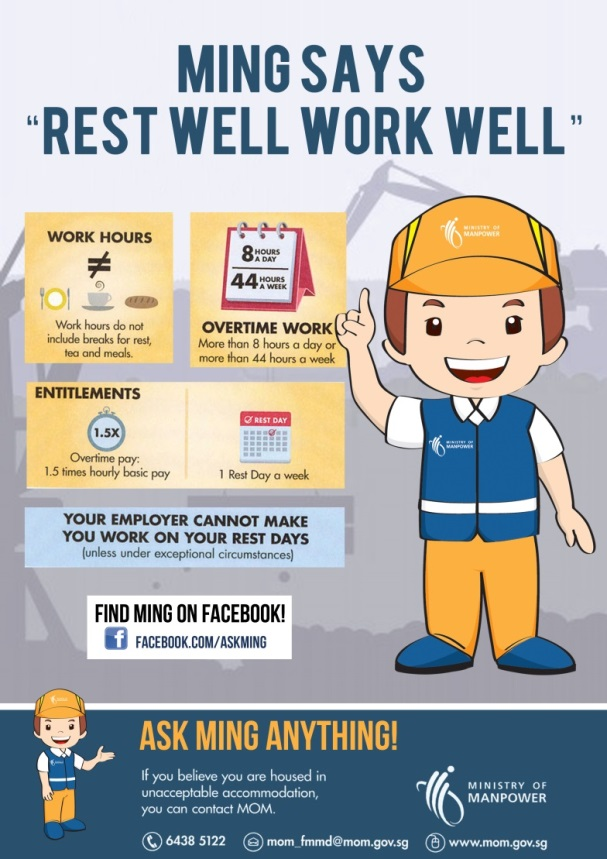 MING SAYS
“REST WELL WORK WELL”
MINISTRY OF
MANPOWER
WORK HOURS
≠
Work hours do not
include breaks for rest,
tea and meals.
8 HOURS
A DAY
44 HOURS
A WEEK
OVERTIME WORK
More than 8 hours a day or
more than 44 hours a week
ENTITLEMENTS
1.5X
Overtime pay:
1.5 times hourly basic pay
REST DAY
1 Rest Day a week
MINISTRY OF
MANPOWER
YOUR EMPLOYER CANNOT MAKE
YOU WORK ON YOUR REST DAYS
(unless under exceptional circumstances)
FIND MING ON FACEBOOK!
f FACEBOOK.COM/ASKMING
ASK MING ANYTHING!
If you believe you are housed in
unacceptable accommodation,
you can contact MOM.
MINISTRY OF
MANPOWER
6438 5122 mom_fmmd@mom.gov.sg www.mom.gov.sg